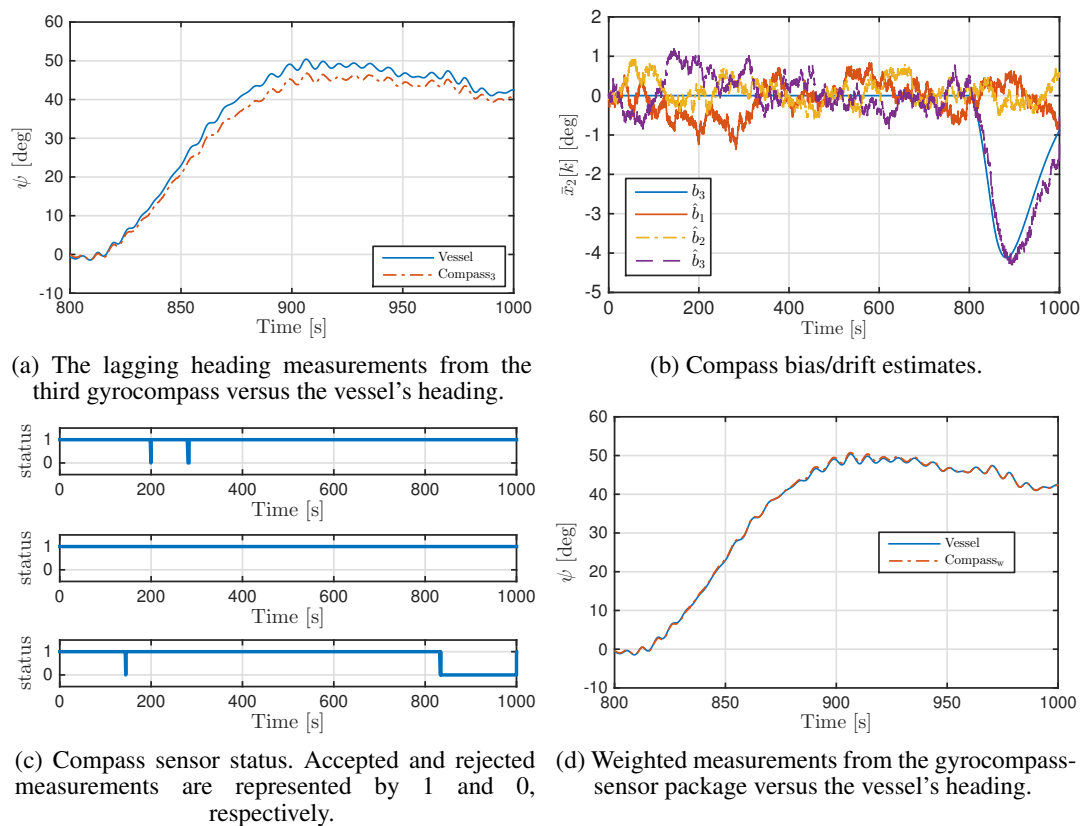 60
50
40
30
20
10
0
-10
800
850
900
950
1000
Time [s]
ψ [deg]
Vessel
Compass₃
(a) The lagging heading measurements from the
third gyrocompass versus the vessel's heading.
2
1
0
-1
-2
-3
-4
-5
0
200
400
600
800
1000
Time [s]
x̄₂[k] [deg]
b₃
b̂₁
b̂₂
b̂₃
(b) Compass bias/drift estimates.
status
1
0
0
200
400
600
800
1000
Time [s]
status
1
0
0
200
400
600
800
1000
Time [s]
status
1
0
0
200
400
600
800
1000
Time [s]
(c) Compass sensor status. Accepted and rejected
measurements are represented by 1 and 0,
respectively.
60
50
40
30
20
10
0
-10
800
850
900
950
1000
Time [s]
ψ [deg]
Vessel
Compass_w
(d) Weighted measurements from the gyrocompass-
sensor package versus the vessel's heading.